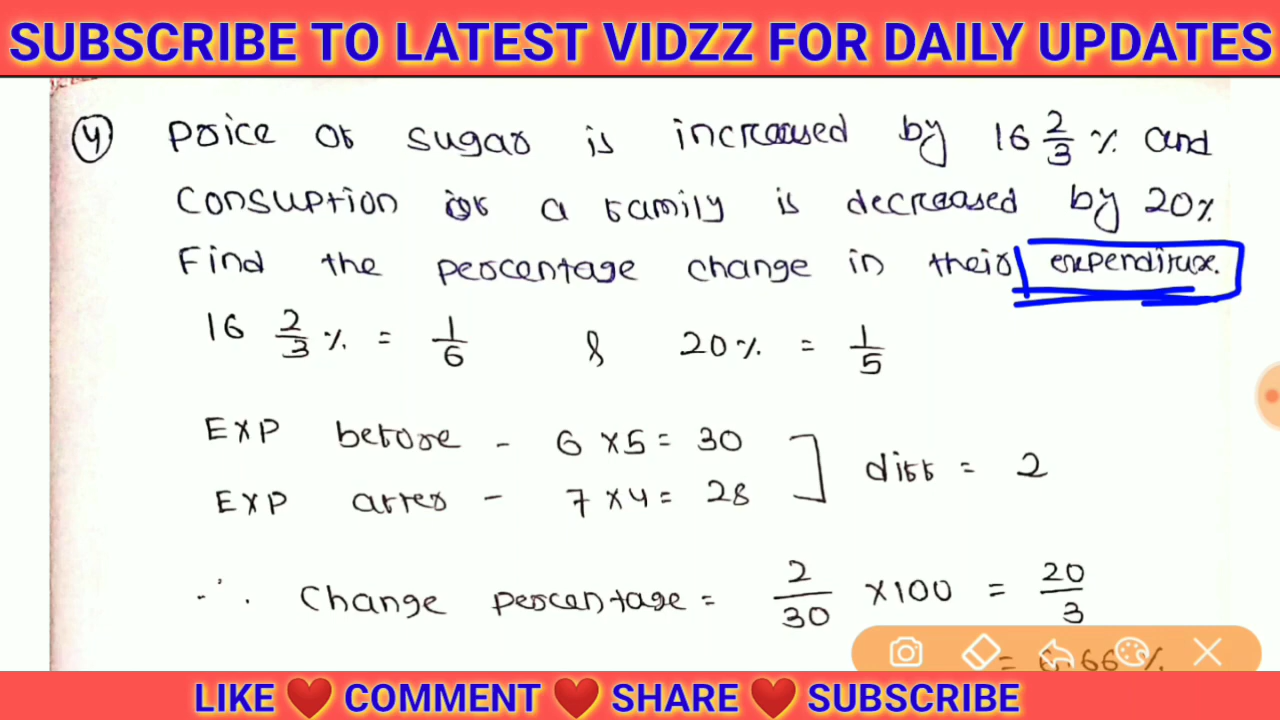 SUBSCRIBE TO LATEST VIDZZ FOR DAILY UPDATES
(4) Price of sugar is increased by 16 2/3 % and
Consuption of a family is decreased by 20%
Find the percentage change in their expenditure.
16 2/3 % = 1/6 & 20% = 1/5
EXP before - 6 × 5 = 30
EXP after - 7 × 4 = 28 ] diff = 2
∴ Change percentage = 2/30 × 100 = 20/3
= 6.66 %
LIKE ❤ COMMENT ❤ SHARE ❤ SUBSCRIBE